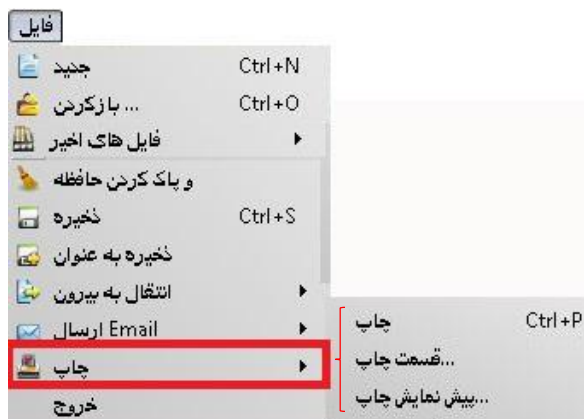 فایل
جدید Ctrl+N
بازکردن ... Ctrl+O
فایل های اخیر
و پاک کردن حافظه
ذخیره Ctrl+S
ذخیره به عنوان
انتقال به بیرون
ارسال Email
چاپ
خروج
چاپ Ctrl+P
قسمت چاپ...
پیش نمایش چاپ...